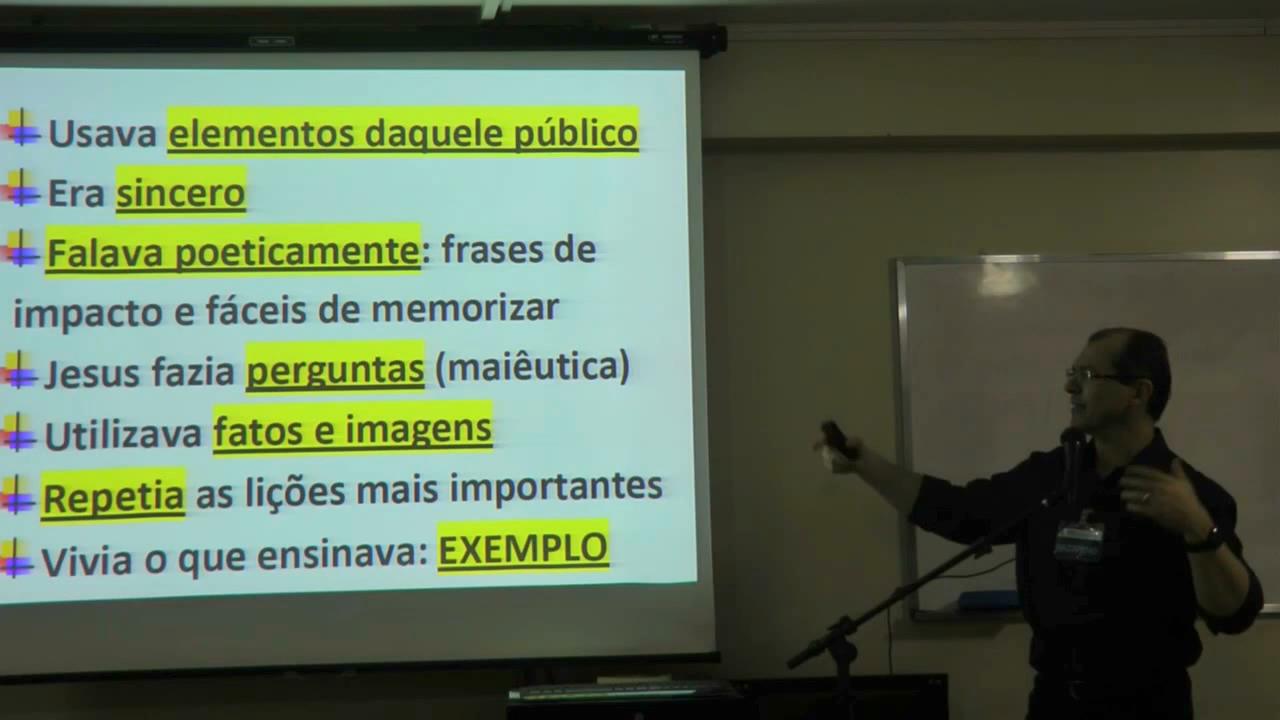 Usava elementos daquele público
Era sincero
Falava poeticamente: frases de
impacto e fáceis de memorizar
Jesus fazia perguntas (maiêutica)
Utilizava fatos e imagens
Repetia as lições mais importantes
Vivia o que ensinava: EXEMPLO